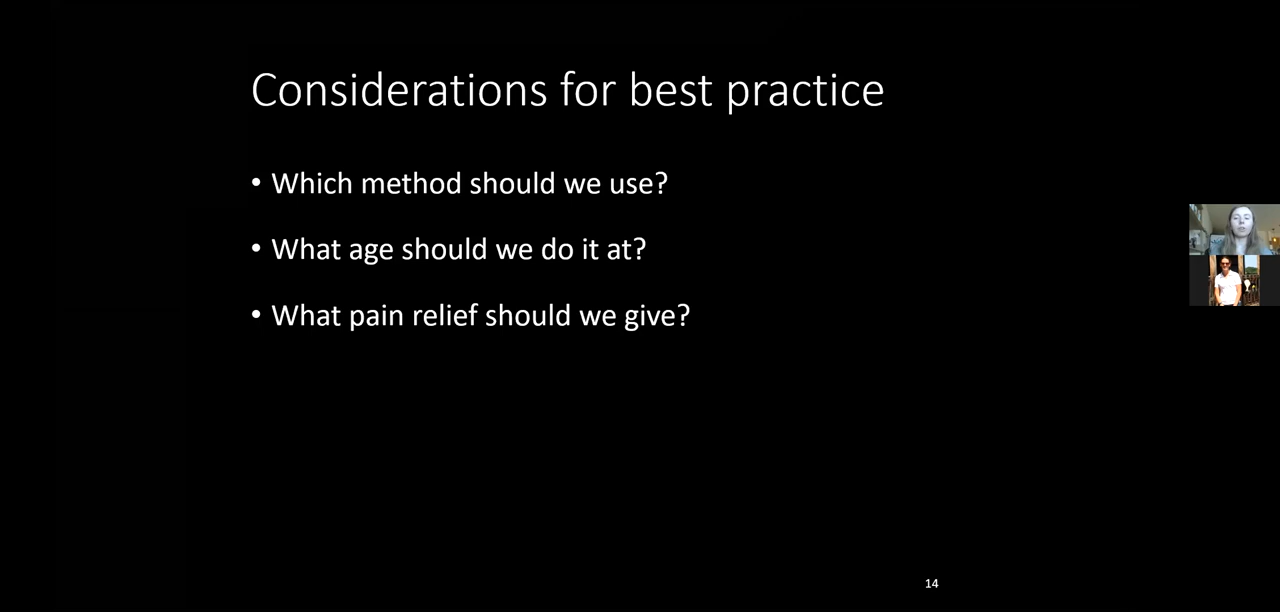 Considerations for best practice
• Which method should we use?
• What age should we do it at?
• What pain relief should we give?
14